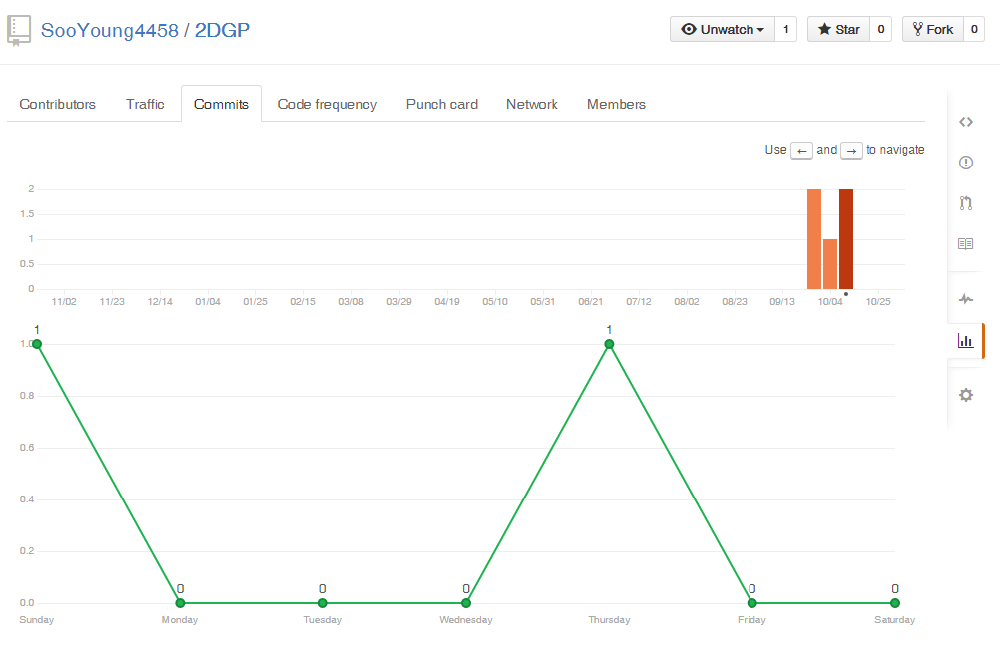 SooYoung4458 / 2DGP
Unwatch 1 Star 0 Fork 0
Contributors Traffic Commits Code frequency Punch card Network Members
Use ← and → to navigate
2
1.5
1
0.5
0
11/02 11/23 12/14 01/04 01/25 02/15 03/08 03/29 04/19 05/10 05/31 06/21 07/12 08/02 08/23 09/13 10/04 10/25
1 1
1.0
0.8
0.6
0.4
0.2
0 0 0 0 0
0.0
Sunday Monday Tuesday Wednesday Thursday Friday Saturday